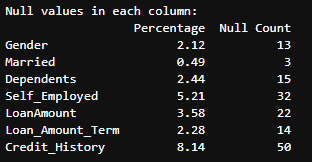 Null values in each column:
Percentage Null Count
Gender 2.12 13
Married 0.49 3
Dependents 2.44 15
Self_Employed 5.21 32
LoanAmount 3.58 22
Loan_Amount_Term 2.28 14
Credit_History 8.14 50